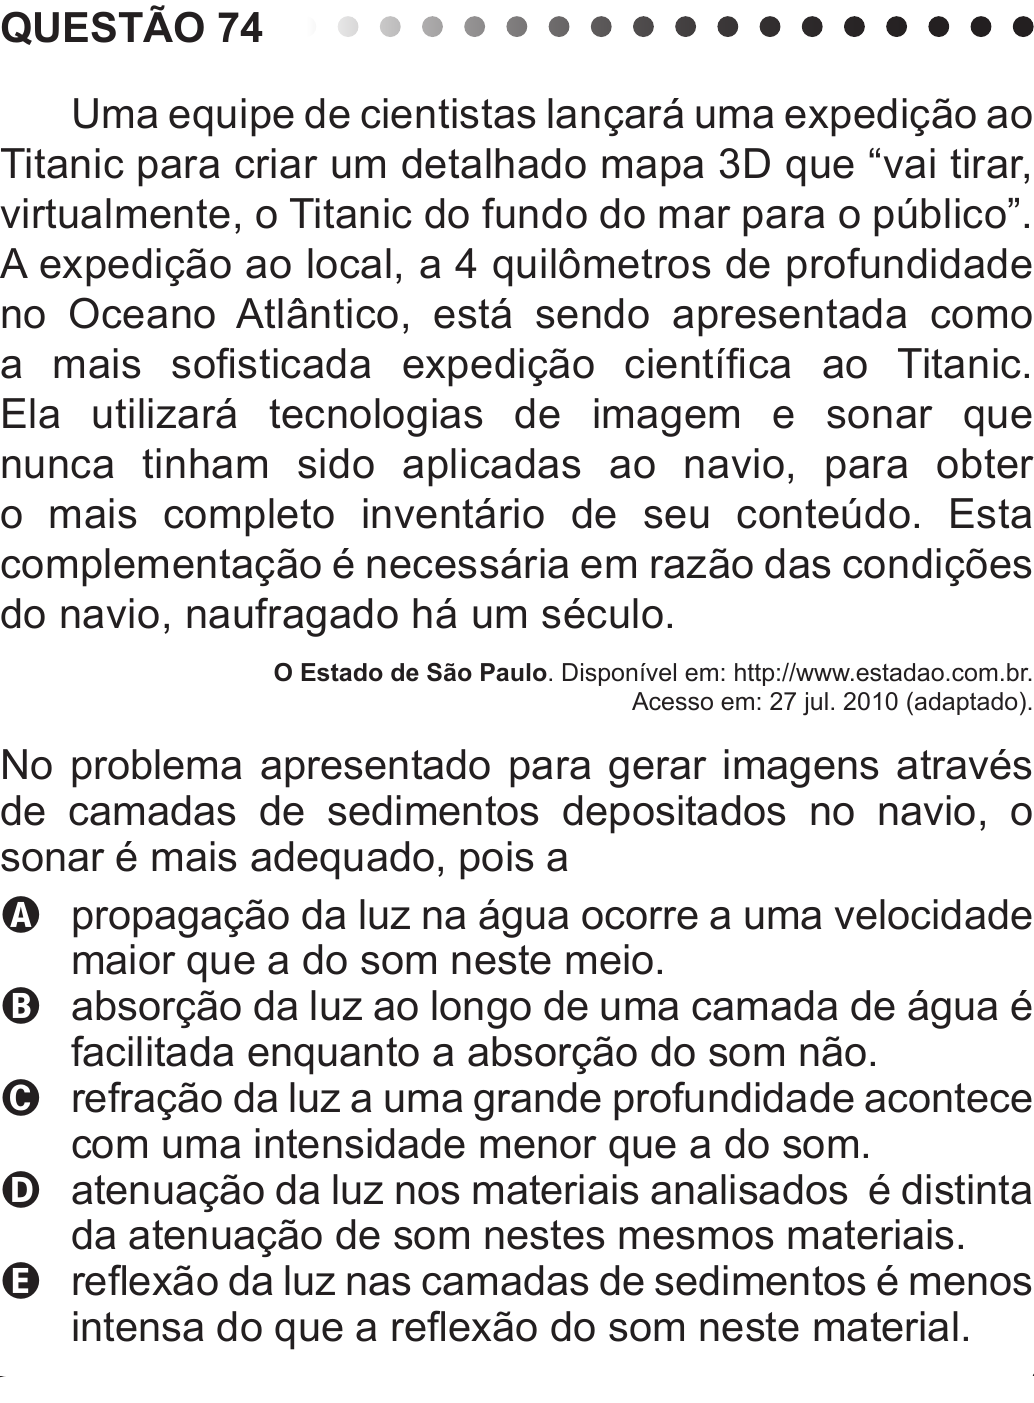 QUESTÃO 74
Uma equipe de cientistas lançará uma expedição ao
Titanic para criar um detalhado mapa 3D que “vai tirar,
virtualmente, o Titanic do fundo do mar para o público”.
A expedição ao local, a 4 quilômetros de profundidade
no Oceano Atlântico, está sendo apresentada como
a mais sofisticada expedição científica ao Titanic.
Ela utilizará tecnologias de imagem e sonar que
nunca tinham sido aplicadas ao navio, para obter
o mais completo inventário de seu conteúdo. Esta
complementação é necessária em razão das condições
do navio, naufragado há um século.
O Estado de São Paulo. Disponível em: http://www.estadao.com.br.
Acesso em: 27 jul. 2010 (adaptado).
No problema apresentado para gerar imagens através
de camadas de sedimentos depositados no navio, o
sonar é mais adequado, pois a
A propagação da luz na água ocorre a uma velocidade
maior que a do som neste meio.
B absorção da luz ao longo de uma camada de água é
facilitada enquanto a absorção do som não.
C refração da luz a uma grande profundidade acontece
com uma intensidade menor que a do som.
D atenuação da luz nos materiais analisados é distinta
da atenuação de som nestes mesmos materiais.
E reflexão da luz nas camadas de sedimentos é menos
intensa do que a reflexão do som neste material.